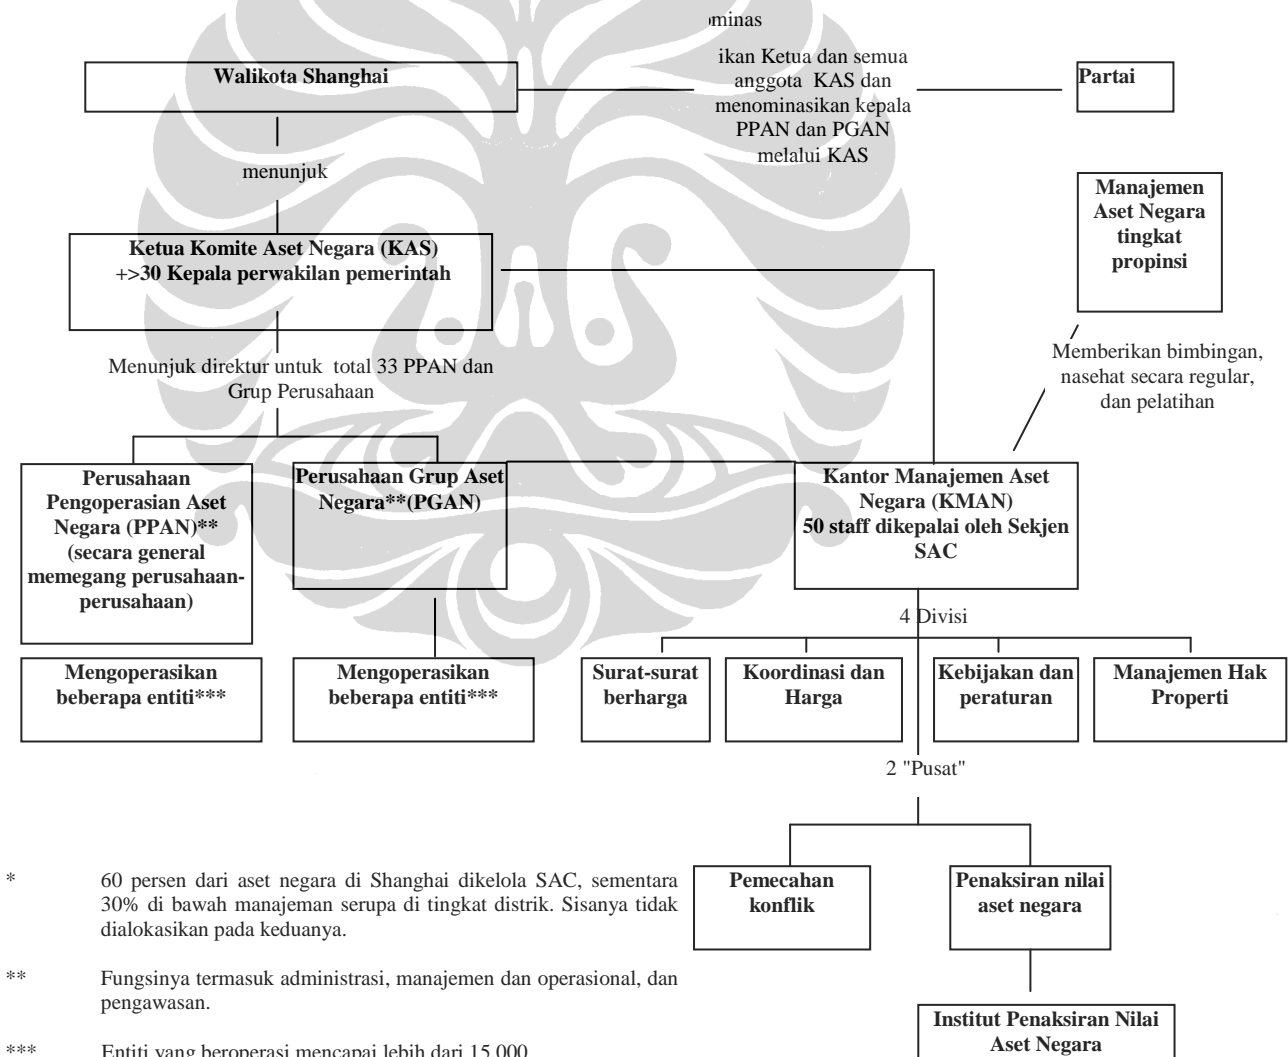 minas
ikan Ketua dan semua
anggota KAS dan
menominasikan kepala
PPAN dan PGAN
melalui KAS
Walikota Shanghai
Partai
menunjuk
Manajemen
Aset Negara
tingkat
propinsi
Ketua Komite Aset Negara (KAS)
+>30 Kepala perwakilan pemerintah
Memberikan bimbingan,
nasehat secara regular,
dan pelatihan
Menunjuk direktur untuk total 33 PPAN dan
Grup Perusahaan
Perusahaan
Pengoperasian Aset
Negara (PPAN)**
(secara general
memegang perusahaan-
perusahaan)
Perusahaan Grup Aset
Negara**(PGAN)
Kantor Manajemen Aset
Negara (KMAN)
50 staff dikepalai oleh Sekjen
SAC
4 Divisi
Mengoperasikan
beberapa entiti***
Mengoperasikan
beberapa entiti***
Surat-surat
berharga
Koordinasi dan
Harga
Kebijakan dan
peraturan
Manajemen Hak
Properti
2 "Pusat"
Pemecahan
konflik
Penaksiran nilai
aset negara
Institut Penaksiran Nilai
Aset Negara
* 60 persen dari aset negara di Shanghai dikelola SAC, sementara
30% di bawah manajeman serupa di tingkat distrik. Sisanya tidak
dialokasikan pada keduanya.
** Fungsinya termasuk administrasi, manajemen dan operasional, dan
pengawasan.
*** Entiti yang beroperasi mencapai lebih dari 15.000